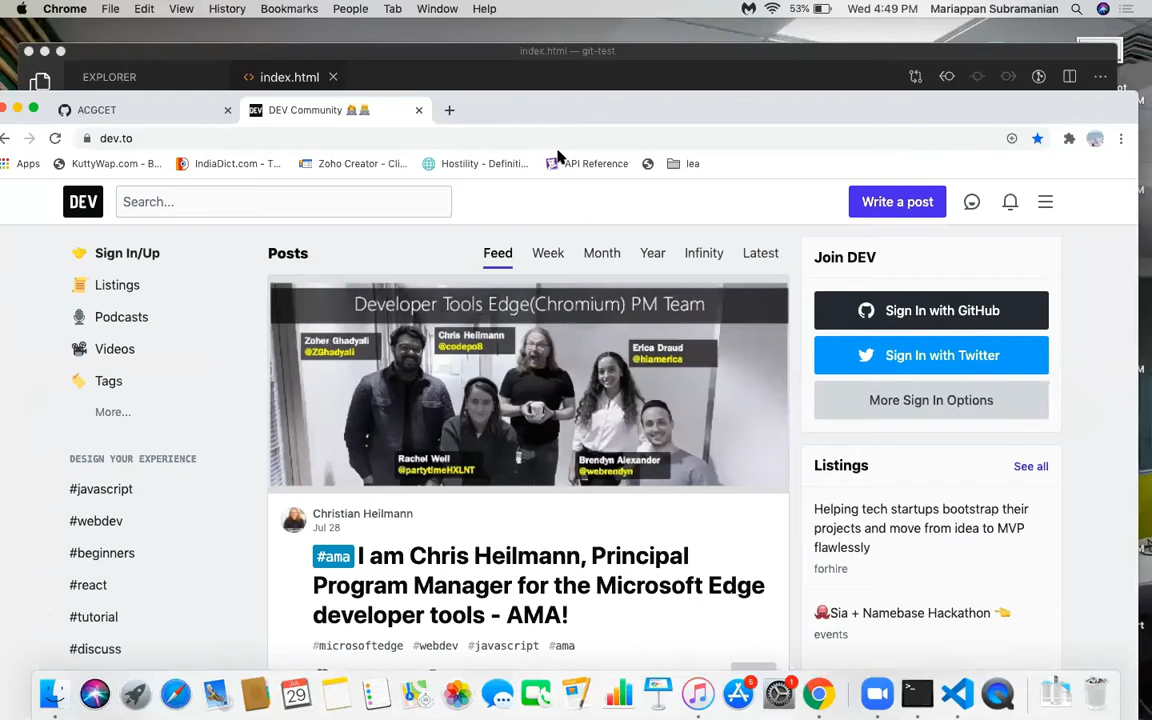 Chrome File Edit View History Bookmarks People Tab Window Help 53% Wed 4:49 PM Mariappan Subramanian
index.html — git-test
EXPLORER <> index.html
ACGCET DEV DEV Community
dev.to
Apps KuttyWap.com - B... IndiaDict.com - T... Zoho Creator - Cli... Hostility - Definiti... API Reference lea
DEV Search... Write a post
Sign In/Up
Listings
Podcasts
Videos
Tags
More...
DESIGN YOUR EXPERIENCE
#javascript
#webdev
#beginners
#react
#tutorial
#discuss
Posts Feed Week Month Year Infinity Latest
Developer Tools Edge(Chromium) PM Team
Zoher Ghadyali
@ZGhadyali
Chris Heilmann
@codepo8
Erica Draud
@hiamerica
Rachel Weil
@partytimeHXLNT
Brendyn Alexander
@webrendyn
Christian Heilmann
Jul 28
#ama I am Chris Heilmann, Principal
Program Manager for the Microsoft Edge
developer tools - AMA!
#microsoftedge #webdev #javascript #ama
Join DEV
Sign In with GitHub
Sign In with Twitter
More Sign In Options
Listings See all
Helping tech startups bootstrap their
projects and move from idea to MVP
flawlessly
forhire
Sia + Namebase Hackathon
events
JUL
29
6
1